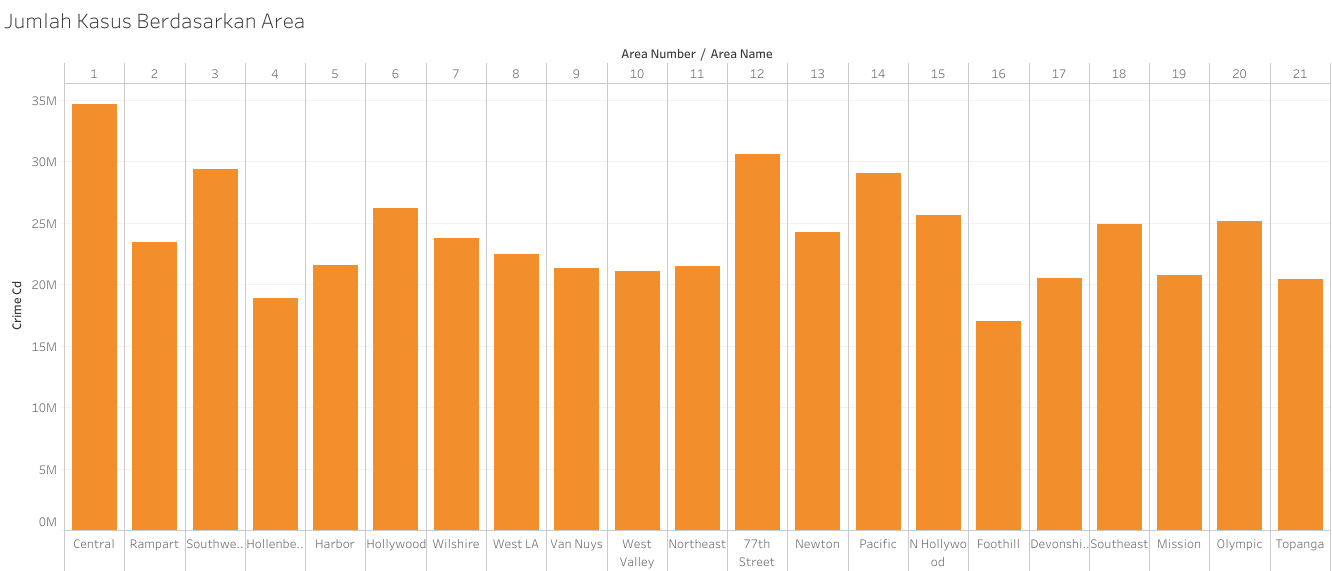 Jumlah Kasus Berdasarkan Area
Area Number / Area Name
1 2 3 4 5 6 7 8 9 10 11 12 13 14 15 16 17 18 19 20 21
35M
30M
25M
20M
15M
10M
5M
0M
Crime Cd
Central Rampart Southwe.. Hollenbe.. Harbor Hollywood Wilshire West LA Van Nuys West Northeast 77th Newton Pacific N Hollywo Foothill Devonshi.. Southeast Mission Olympic Topanga
Valley Street od